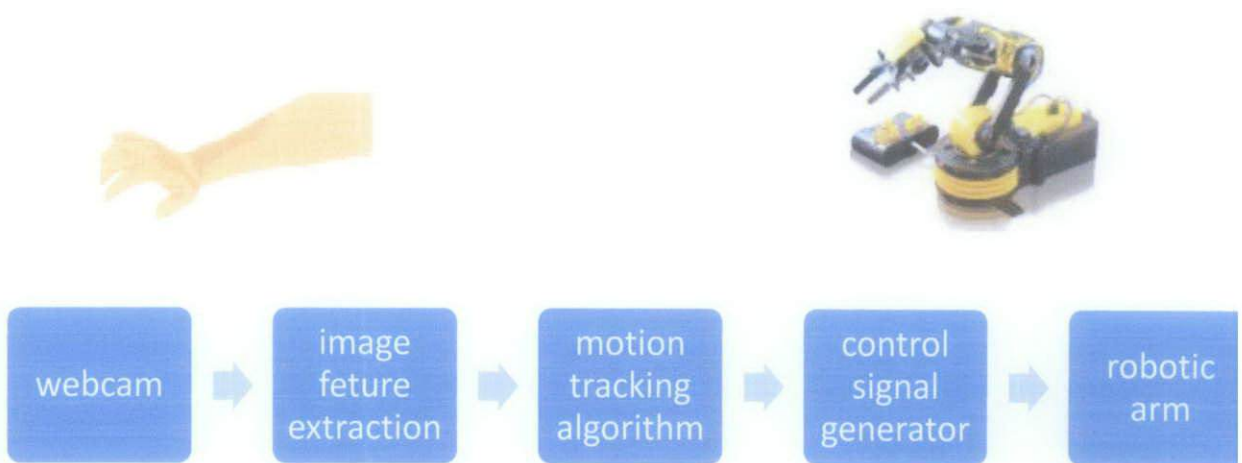 webcam
image
feture
extraction
motion
tracking
algorithm
control
signal
generator
robotic
arm